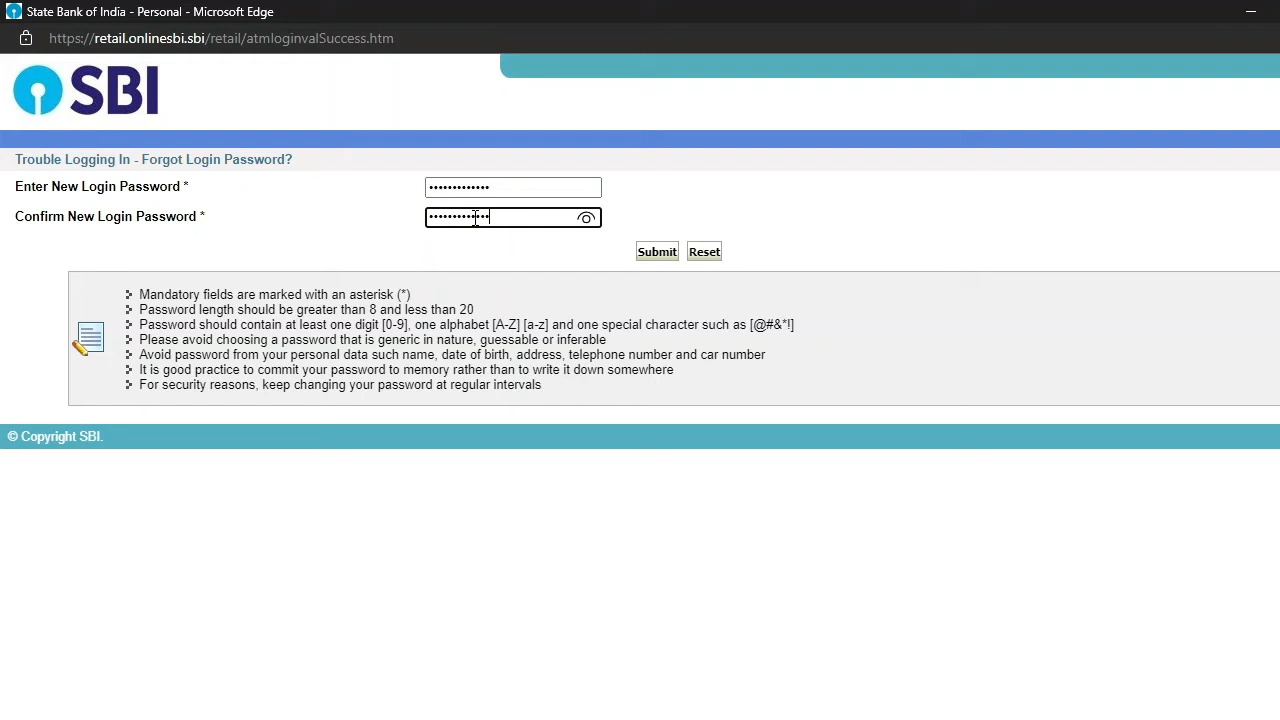 State Bank of India - Personal - Microsoft Edge
https://retail.onlinesbi.sbi/retail/atmloginvalSuccess.htm
SBI
Trouble Logging In - Forgot Login Password?
Enter New Login Password *
•••••••••••••
Confirm New Login Password *
•••••••••••••
Submit Reset
Mandatory fields are marked with an asterisk (*)
Password length should be greater than 8 and less than 20
Password should contain at least one digit [0-9], one alphabet [A-Z] [a-z] and one special character such as [@#&*!]
Please avoid choosing a password that is generic in nature, guessable or inferable
Avoid password from your personal data such name, date of birth, address, telephone number and car number
It is good practice to commit your password to memory rather than to write it down somewhere
For security reasons, keep changing your password at regular intervals
© Copyright SBI.